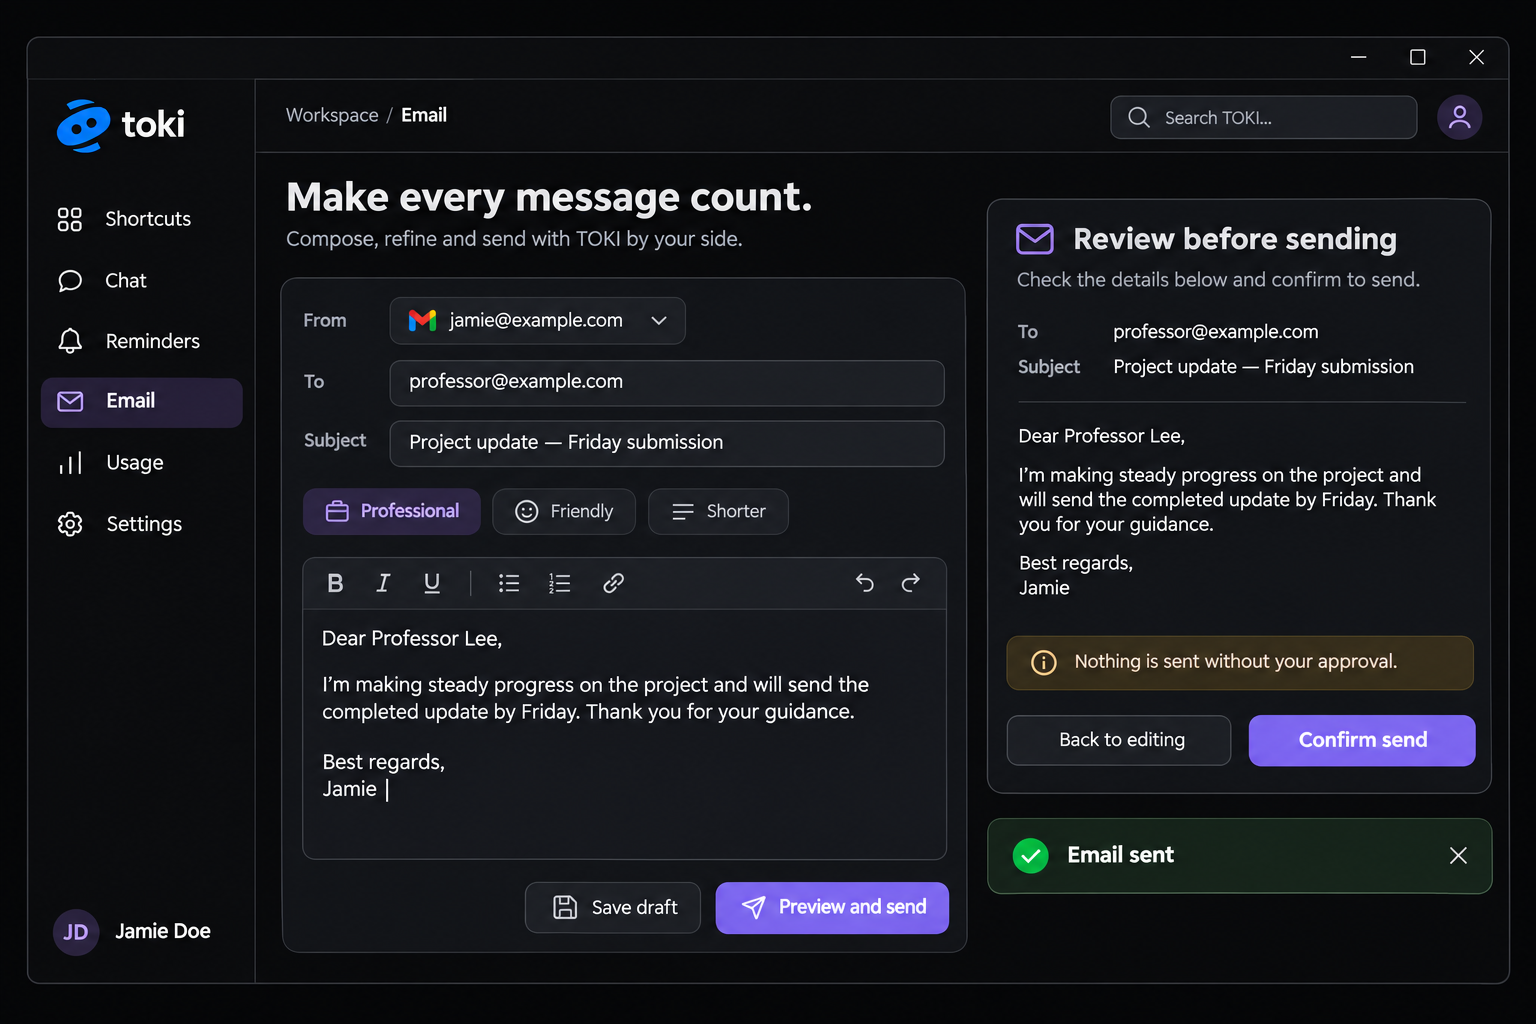 toki
Workspace / Email
Search TOKI...
Shortcuts
Chat
Reminders
Email
Usage
Settings
JD
Jamie Doe
Make every message count.
Compose, refine and send with TOKI by your side.
From
jamie@example.com
To
professor@example.com
Subject
Project update — Friday submission
Professional
Friendly
Shorter
B I U
Dear Professor Lee,
I’m making steady progress on the project and will send the
completed update by Friday. Thank you for your guidance.
Best regards,
Jamie
Save draft
Preview and send
Review before sending
Check the details below and confirm to send.
To
professor@example.com
Subject
Project update — Friday submission
Dear Professor Lee,
I’m making steady progress on the project and
will send the completed update by Friday. Thank
you for your guidance.
Best regards,
Jamie
Nothing is sent without your approval.
Back to editing
Confirm send
Email sent